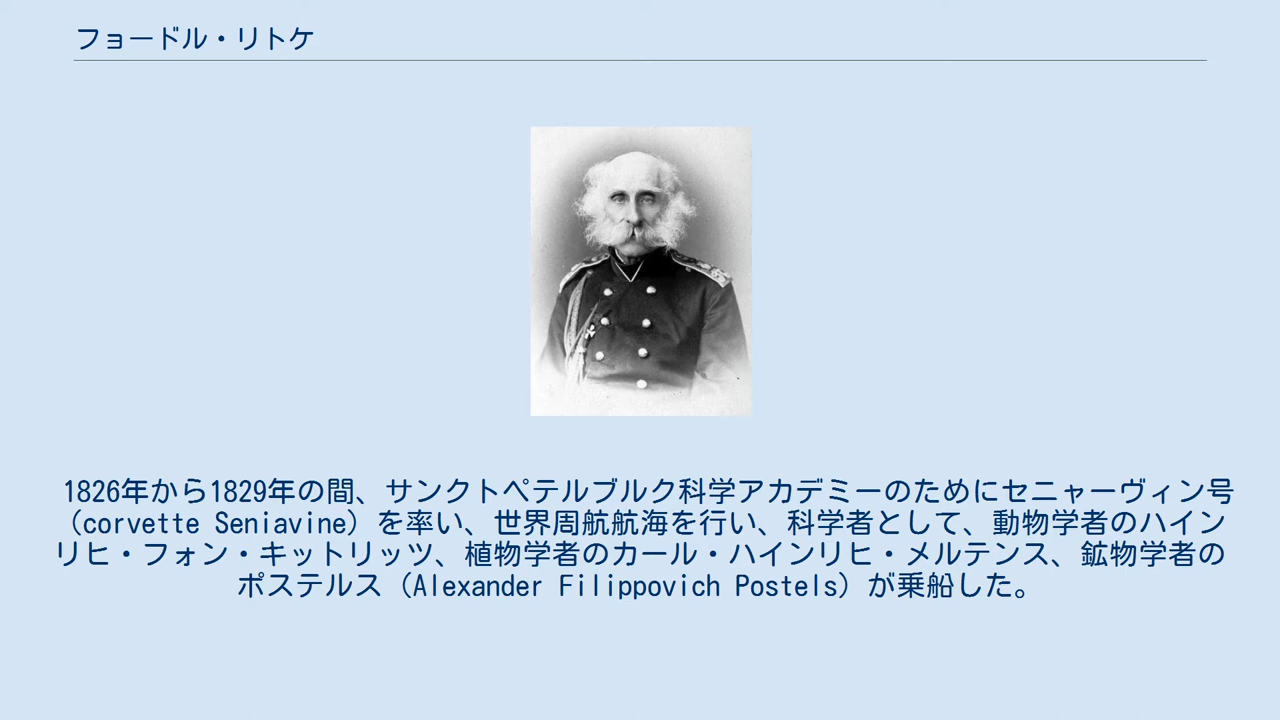 フョードル・リトケ
1826年から1829年の間、サンクトペテルブルク科学アカデミーのためにセニャーヴィン号
（corvette Seniavine）を率い、世界周航航海を行い、科学者として、動物学者のハイン
リヒ・フォン・キットリッツ、植物学者のカール・ハインリヒ・メルテンス、鉱物学者の
ポステルス（Alexander Filippovich Postels）が乗船した。